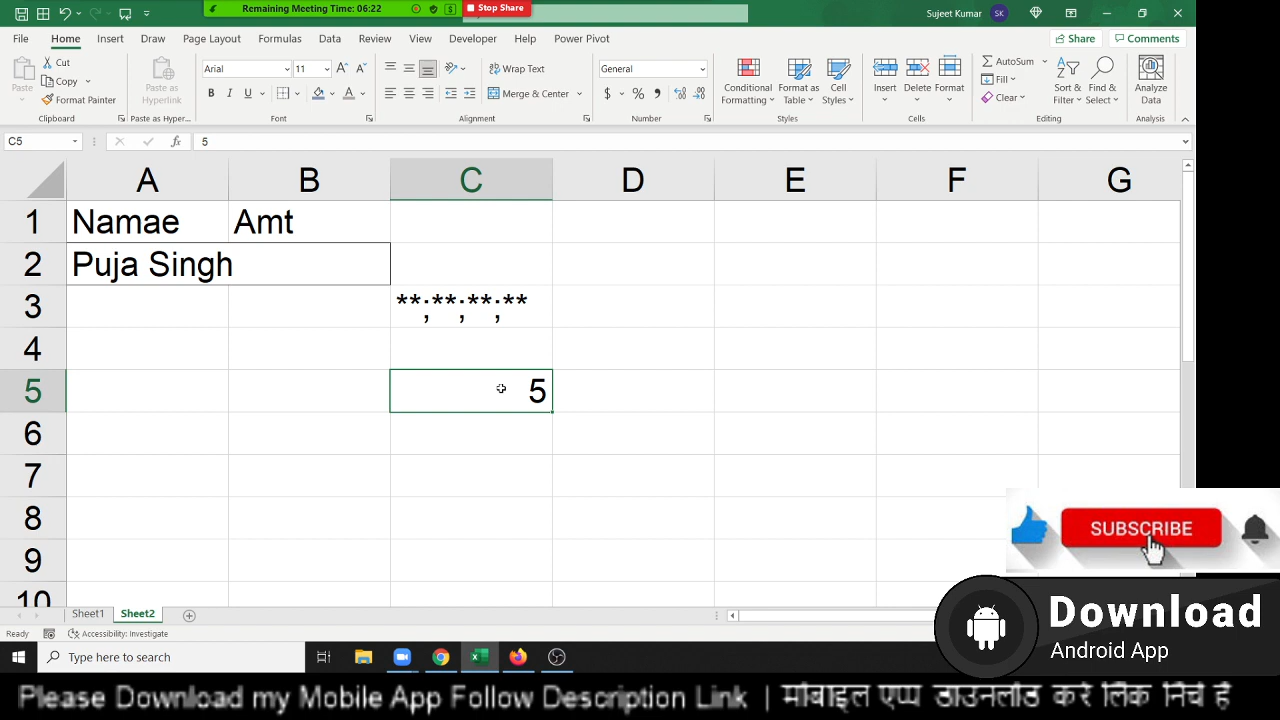 Remaining Meeting Time: 06:22
Stop Share
Sujeet Kumar SK
File Home Insert Draw Page Layout Formulas Data Review View Developer Help Power Pivot
Share Comments
Paste
Cut
Copy
Format Painter
Clipboard
Paste as Hyperlink
Paste as Hyper...
Arial 11
B I U
Font
Wrap Text
Merge & Center
Alignment
General
$ % ,
Number
Conditional Formatting
Format as Table
Cell Styles
Styles
Insert Delete Format
Cells
AutoSum
Fill
Clear
Sort & Filter
Find & Select
Editing
Analyze Data
Analysis
C5 fx 5
A B C D E F G
1 Namae Amt
2 Puja Singh
3 **;**;**;**
4
5 5
6
7
8
9
10
SUBSCRIBE
Download
Android App
Sheet1 Sheet2
Ready Accessibility: Investigate
Type here to search
Please Download my Mobile App Follow Description Link | मोबाइल एप्प डाउनलोड करे लिंक निचे है